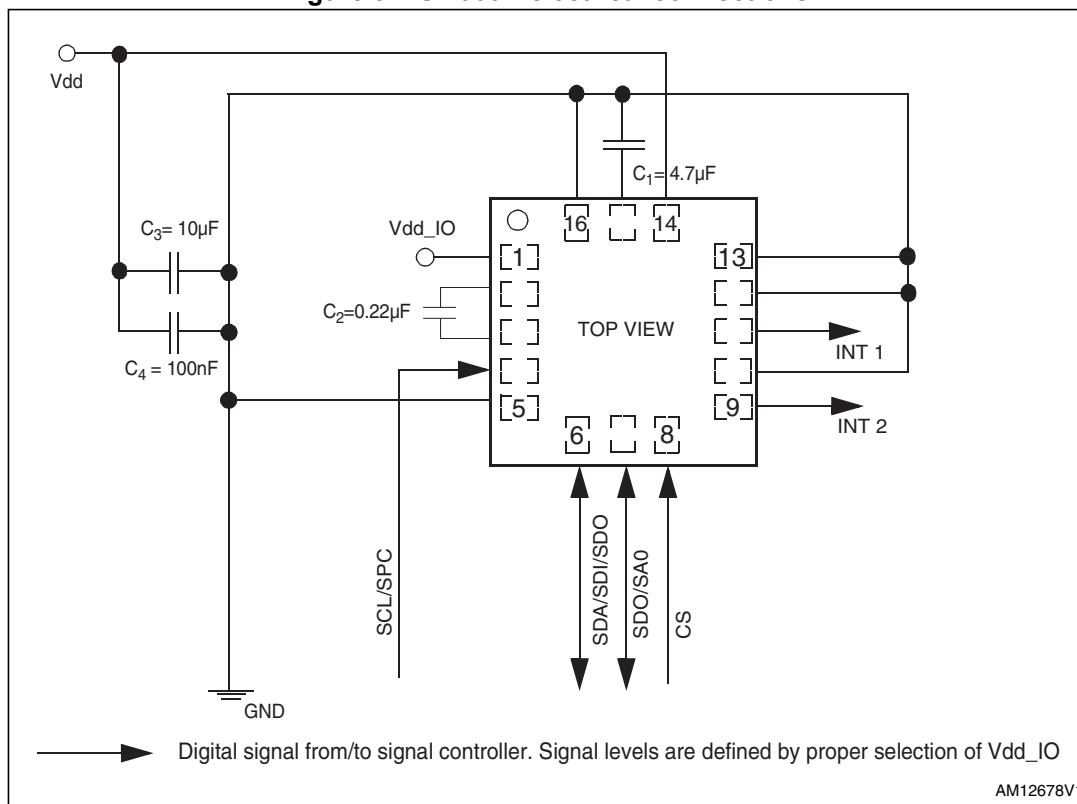 Vdd
C1= 4.7µF
Vdd_IO
16
14
C3= 10µF
1
13
C2=0.22µF
TOP VIEW
INT 1
C4 = 100nF
5
9
6
8
INT 2
SCL/SPC
SDA/SDI/SDO
SDO/SA0
CS
GND
Digital signal from/to signal controller. Signal levels are defined by proper selection of Vdd_IO